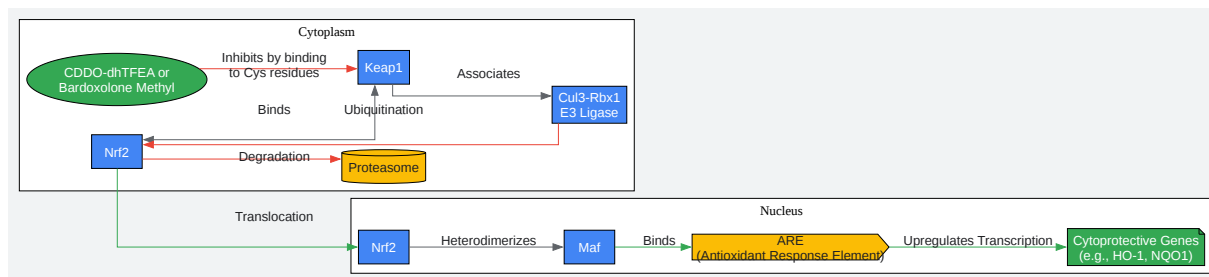 Cytoplasm
CDDO-dhTFEA or
Bardoxolone Methyl
Inhibits by binding
to Cys residues
Keap1
Associates
Cul3-Rbx1
E3 Ligase
Binds
Ubiquitination
Nrf2
Degradation
Proteasome
Translocation
Nucleus
Nrf2
Heterodimerizes
Maf
Binds
ARE
(Antioxidant Response Element)
Upregulates Transcription
Cytoprotective Genes
(e.g., HO-1, NQO1)